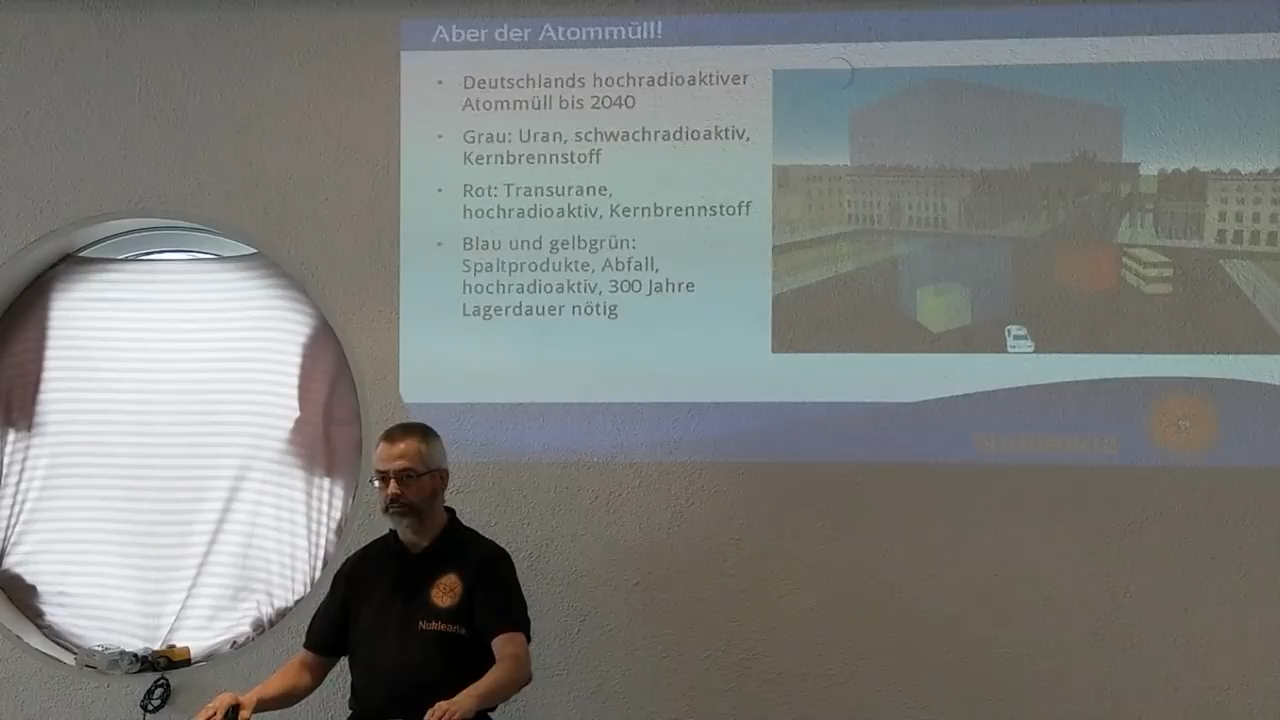 Aber der Atommüll!
• Deutschlands hochradioaktiver
Atommüll bis 2040
• Grau: Uran, schwachradioaktiv,
Kernbrennstoff
• Rot: Transurane,
hochradioaktiv, Kernbrennstoff
• Blau und gelbgrün:
Spaltprodukte, Abfall,
hochradioaktiv, 300 Jahre
Lagerdauer nötig
Nuklearia
Nuklearia